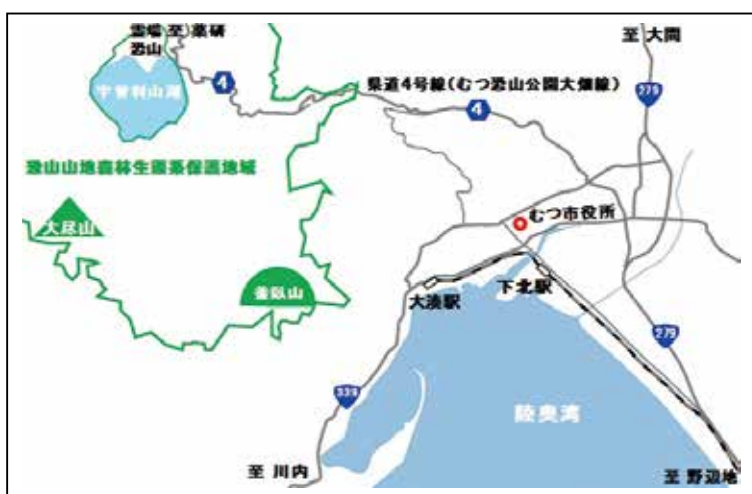 霊場
恐山
至 薬研
宇曽利山湖
4
県道4号線(むつ恐山公園大畑線)
4
至 大間
279
恐山山地森林生態系保護地域
大尽山
釜臥山
むつ市役所
大湊駅
下北駅
279
339
陸奥湾
至 川内
至 野辺地